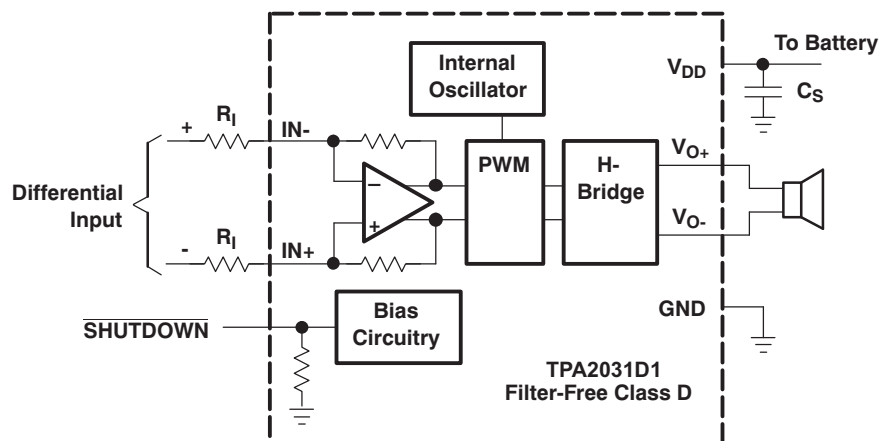 To Battery
Internal
Oscillator
VDD
CS
RI
+
IN-
Differential
Input
−
+
PWM
H-
Bridge
VO+
VO-
-
RI
IN+
GND
SHUTDOWN
Bias
Circuitry
TPA2031D1
Filter-Free Class D